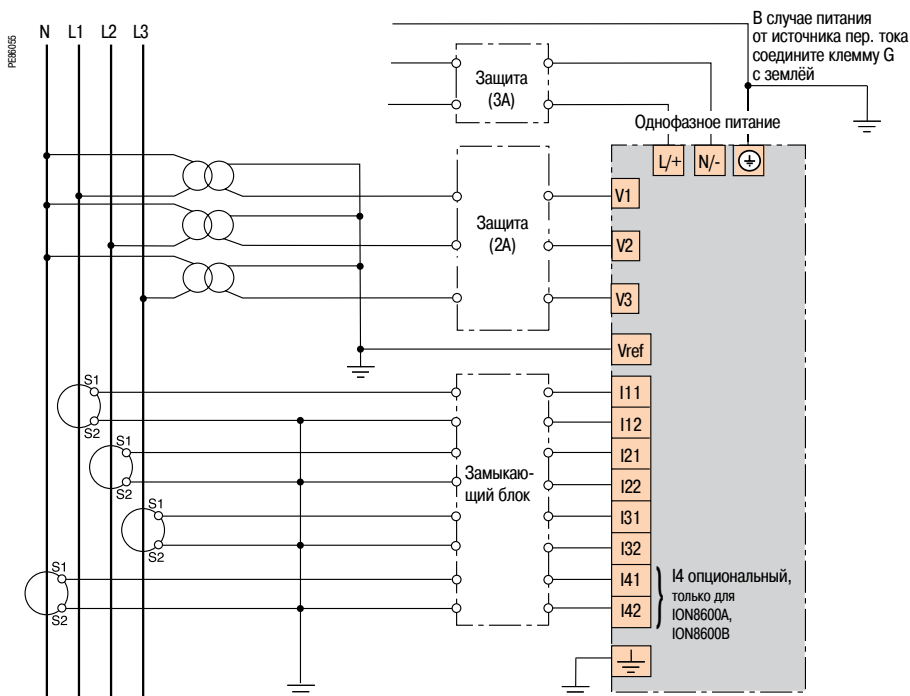 PE86055
N L1 L2 L3
В случае питания
от источника пер. тока
соедините клемму G
с землёй
Защита
(3A)
Однофазное питание
L/+ N/-
V1
Защита
(2A)
V2
V3
Vref
S1
S2
I11
I12
S1
S2
I21
I22
Замыкаю-
щий блок
S1
S2
I31
I32
S1
S2
I41
I42
I4 опциональный,
только для
ION8600A,
ION8600B